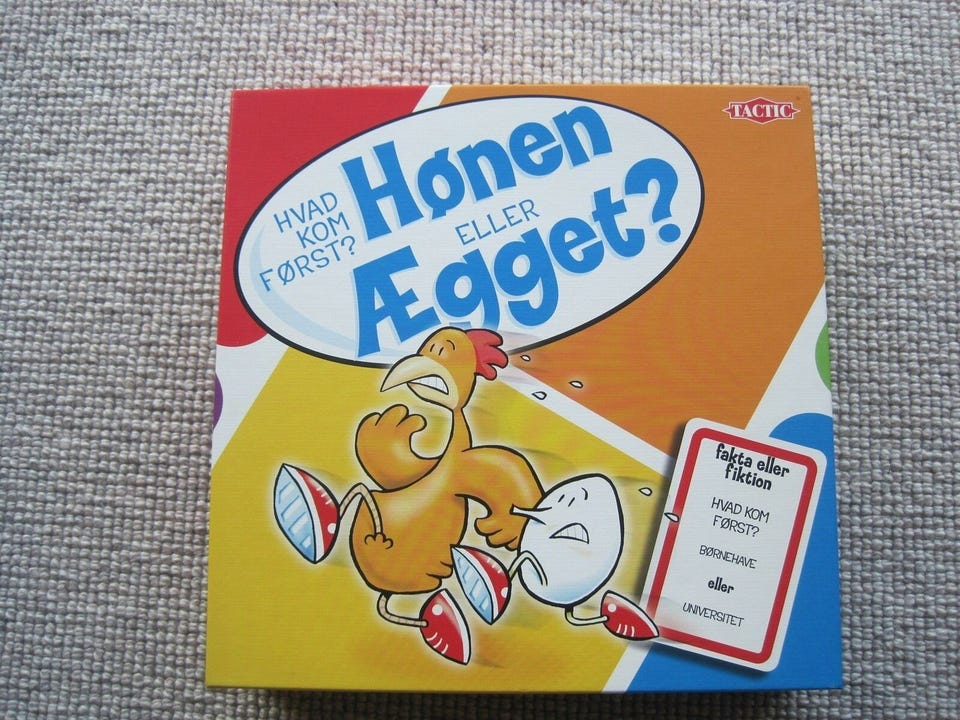 TACTIC
HVAD
KOM
FØRST?
Hønen
ELLER
Ægget?
fakta eller
fiktion
HVAD KOM
FØRST?
BØRNEHAVE
eller
UNIVERSITET